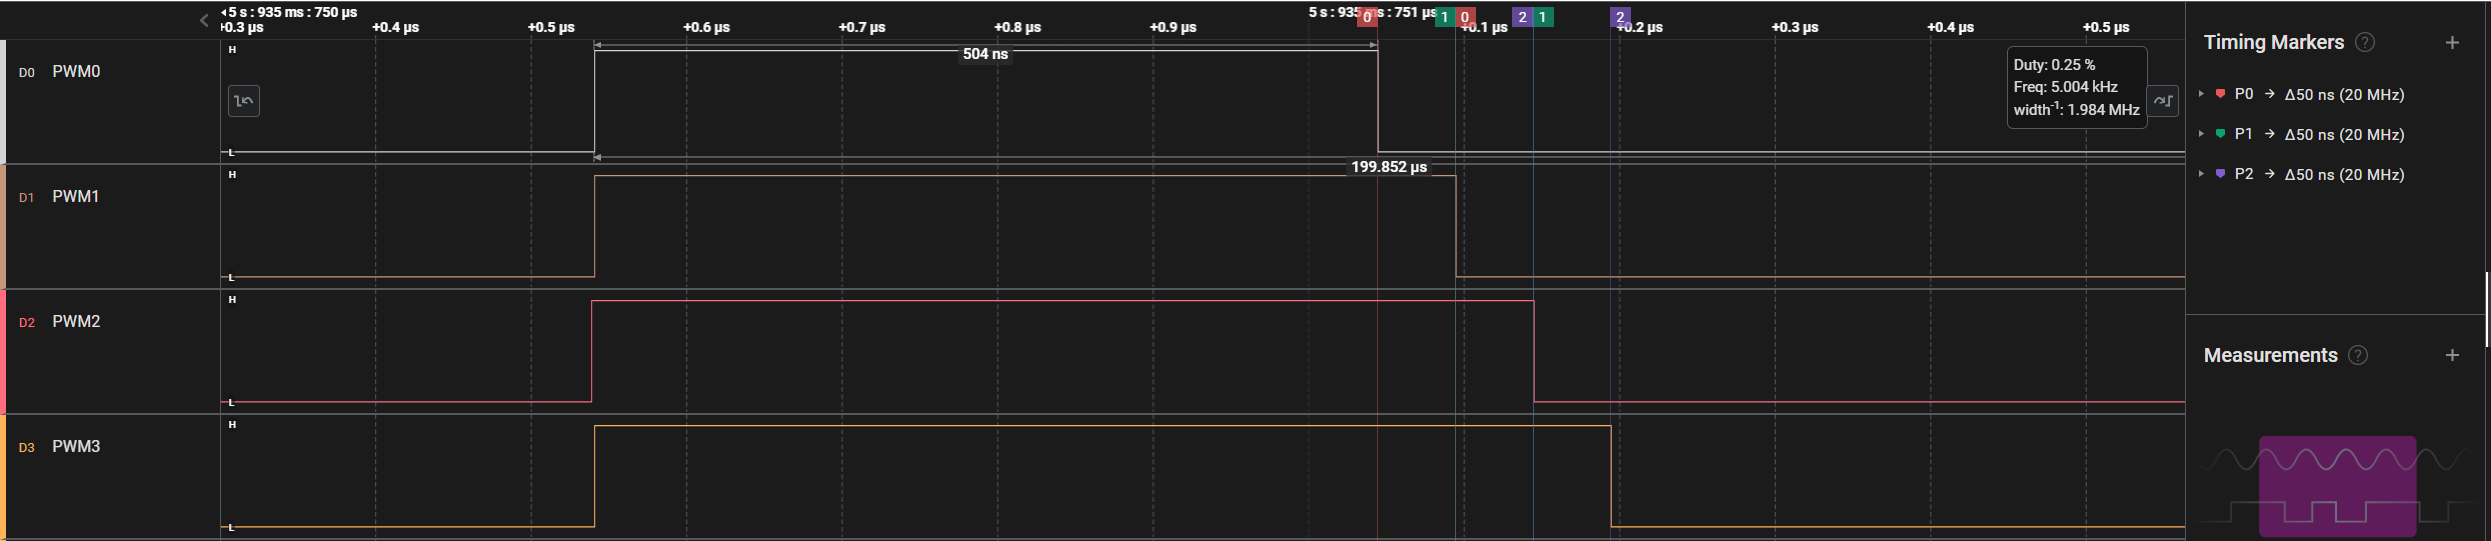 5 s : 935 ms : 750 µs
5 s : 935 ms : 751 µs
+0.3 µs +0.4 µs +0.5 µs +0.6 µs +0.7 µs +0.8 µs +0.9 µs 0 1 0 +0.1 µs 2 1 2 +0.2 µs +0.3 µs +0.4 µs +0.5 µs
D0 PWM0
H
L
504 ns
199.852 µs
Duty: 0.25 %
Freq: 5.004 kHz
width-1: 1.984 MHz
D1 PWM1
H
L
D2 PWM2
H
L
D3 PWM3
H
L
Timing Markers ? +
P0 → Δ50 ns (20 MHz)
P1 → Δ50 ns (20 MHz)
P2 → Δ50 ns (20 MHz)
Measurements ? +